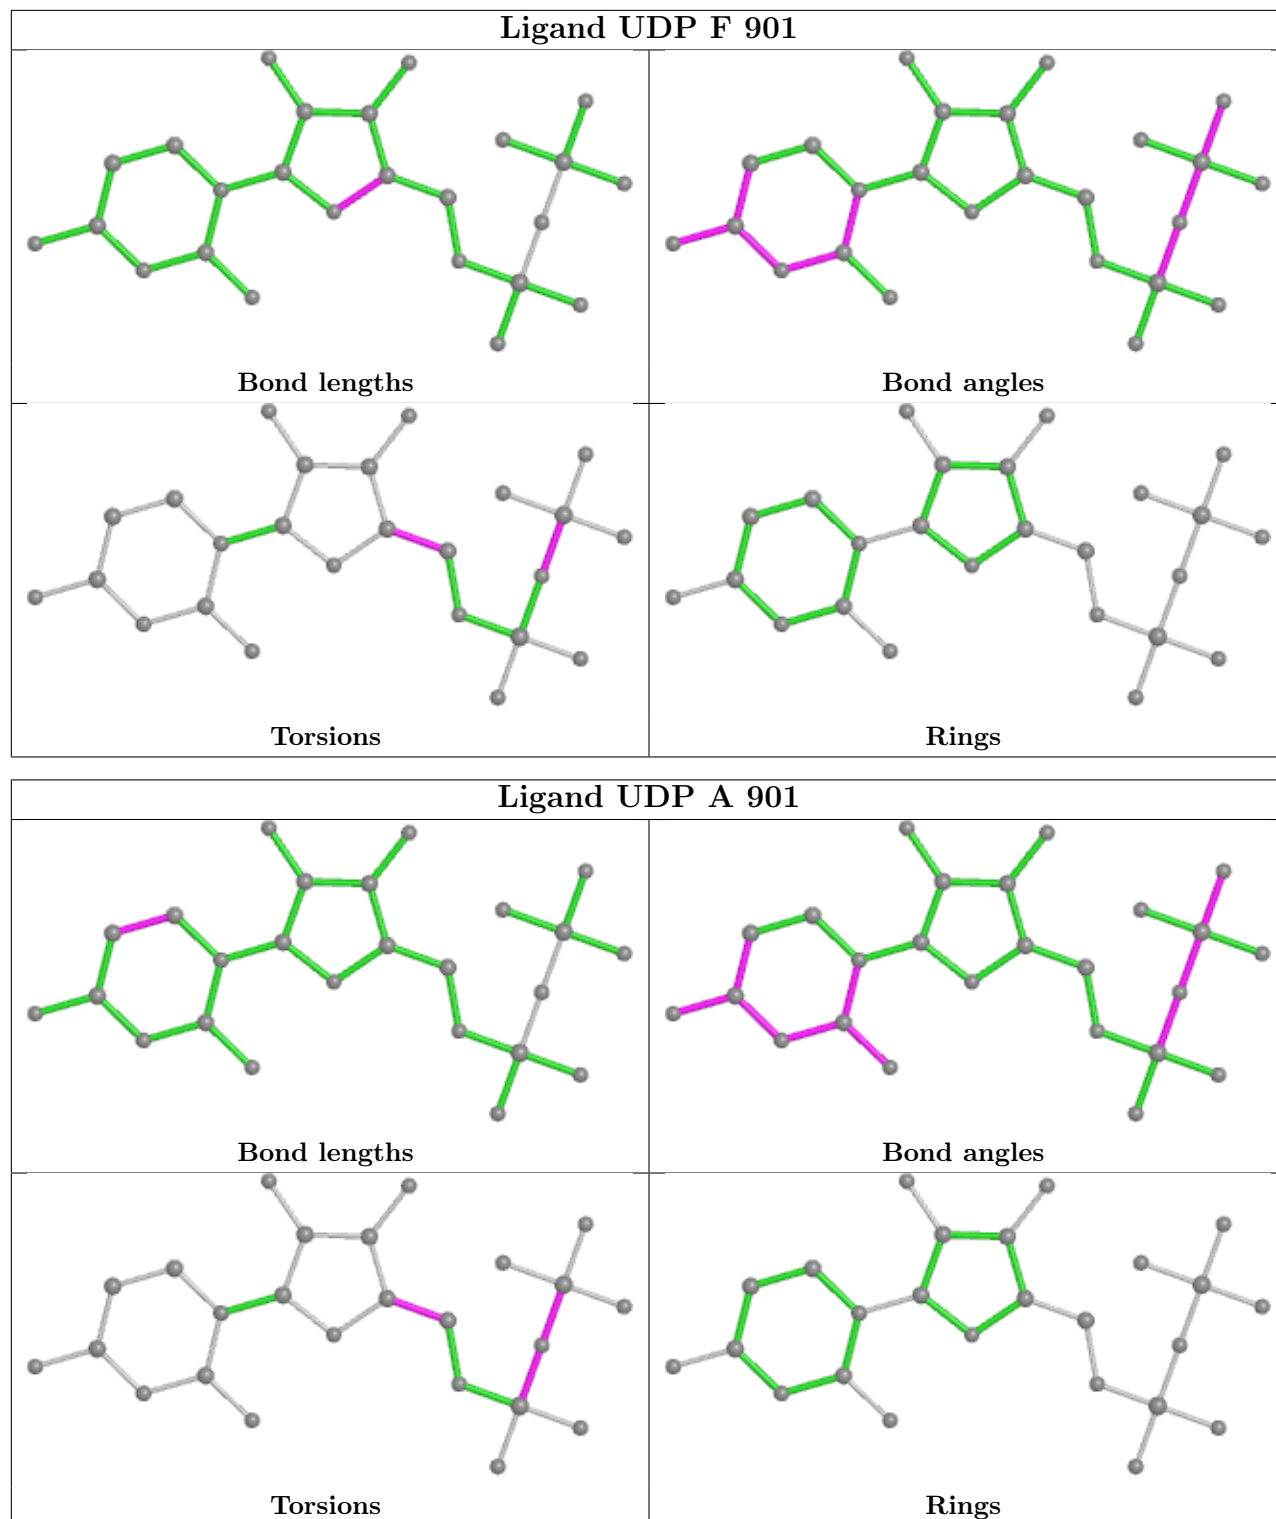 Ligand UDP F 901
Bond lengths
Bond angles
Torsions
Rings
Ligand UDP A 901
Bond lengths
Bond angles
Torsions
Rings